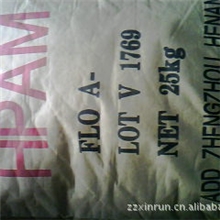 HPAM
FLO A-
LOT V 1769
NET 25kg
ADD ZHENGZHOU HENAN
zzxinrun.cn.alibaba.com